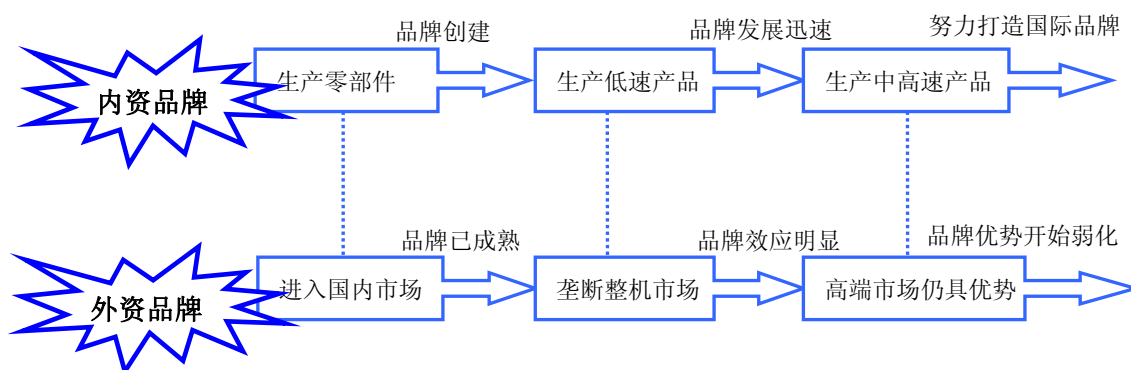 品牌创建
品牌发展迅速
努力打造国际品牌
内资品牌
生产零部件
生产低速产品
生产中高速产品
品牌已成熟
品牌效应明显
品牌优势开始弱化
外资品牌
进入国内市场
垄断整机市场
高端市场仍具优势